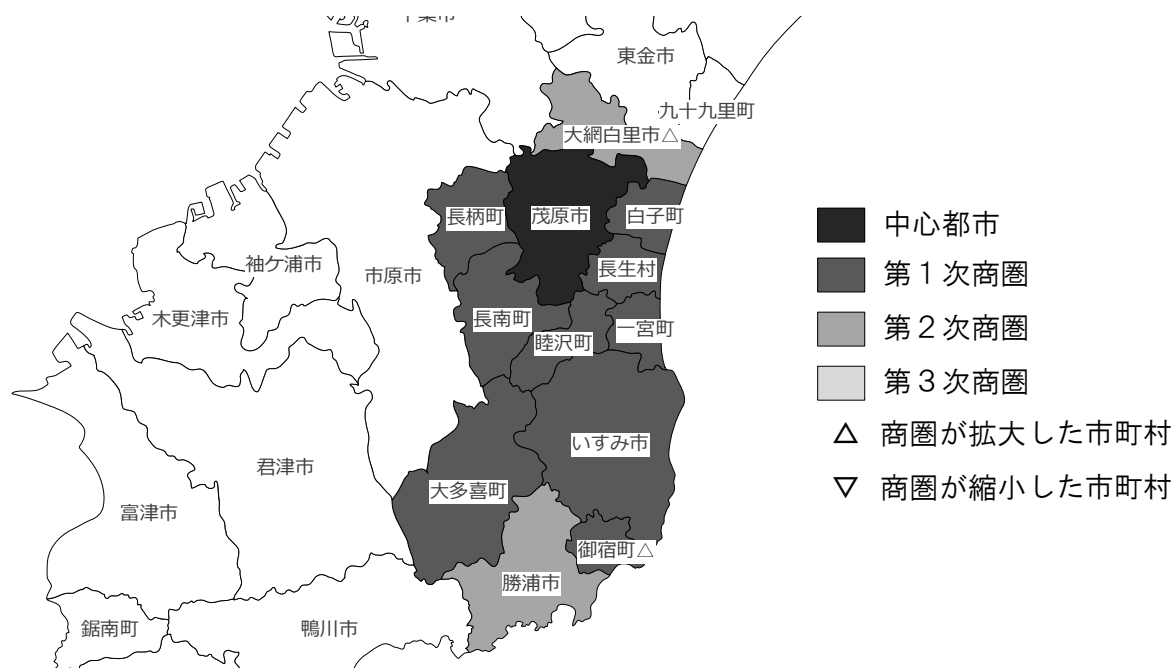 東金市
九十九里町
大網白里市△
長柄町
茂原市
白子町
袖ケ浦市
市原市
長生村
木更津市
長南町
一宮町
睦沢町
いすみ市
君津市
大多喜町
富津市
御宿町△
勝浦市
鋸南町
鴨川市
中心都市
第１次商圏
第２次商圏
第３次商圏
△ 商圏が拡大した市町村
▽ 商圏が縮小した市町村